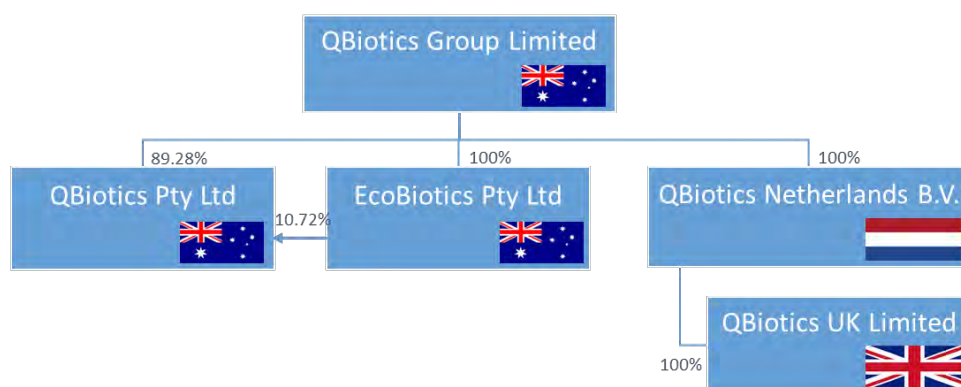 QBiotics Group Limited
89.28%
100%
100%
QBiotics Pty Ltd
EcoBiotics Pty Ltd
QBiotics Netherlands B.V.
10.72%
QBiotics UK Limited
100%